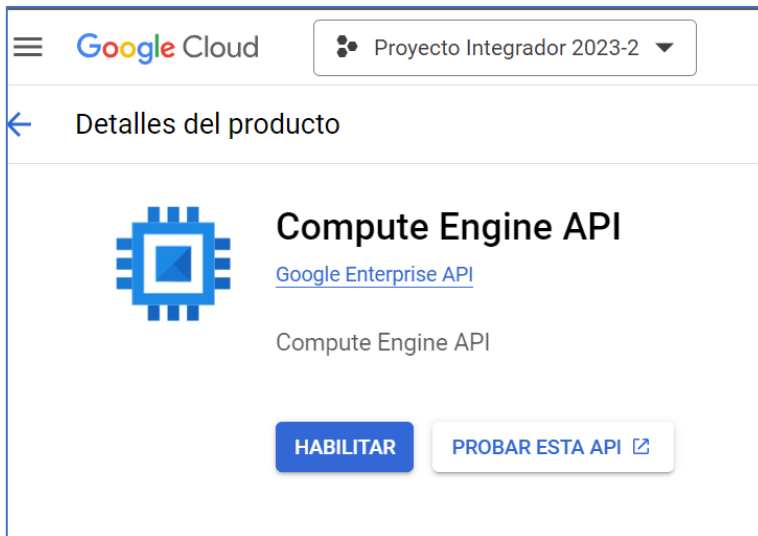 Google Cloud
Proyecto Integrador 2023-2
Detalles del producto
Compute Engine API
Google Enterprise API
Compute Engine API
HABILITAR
PROBAR ESTA API